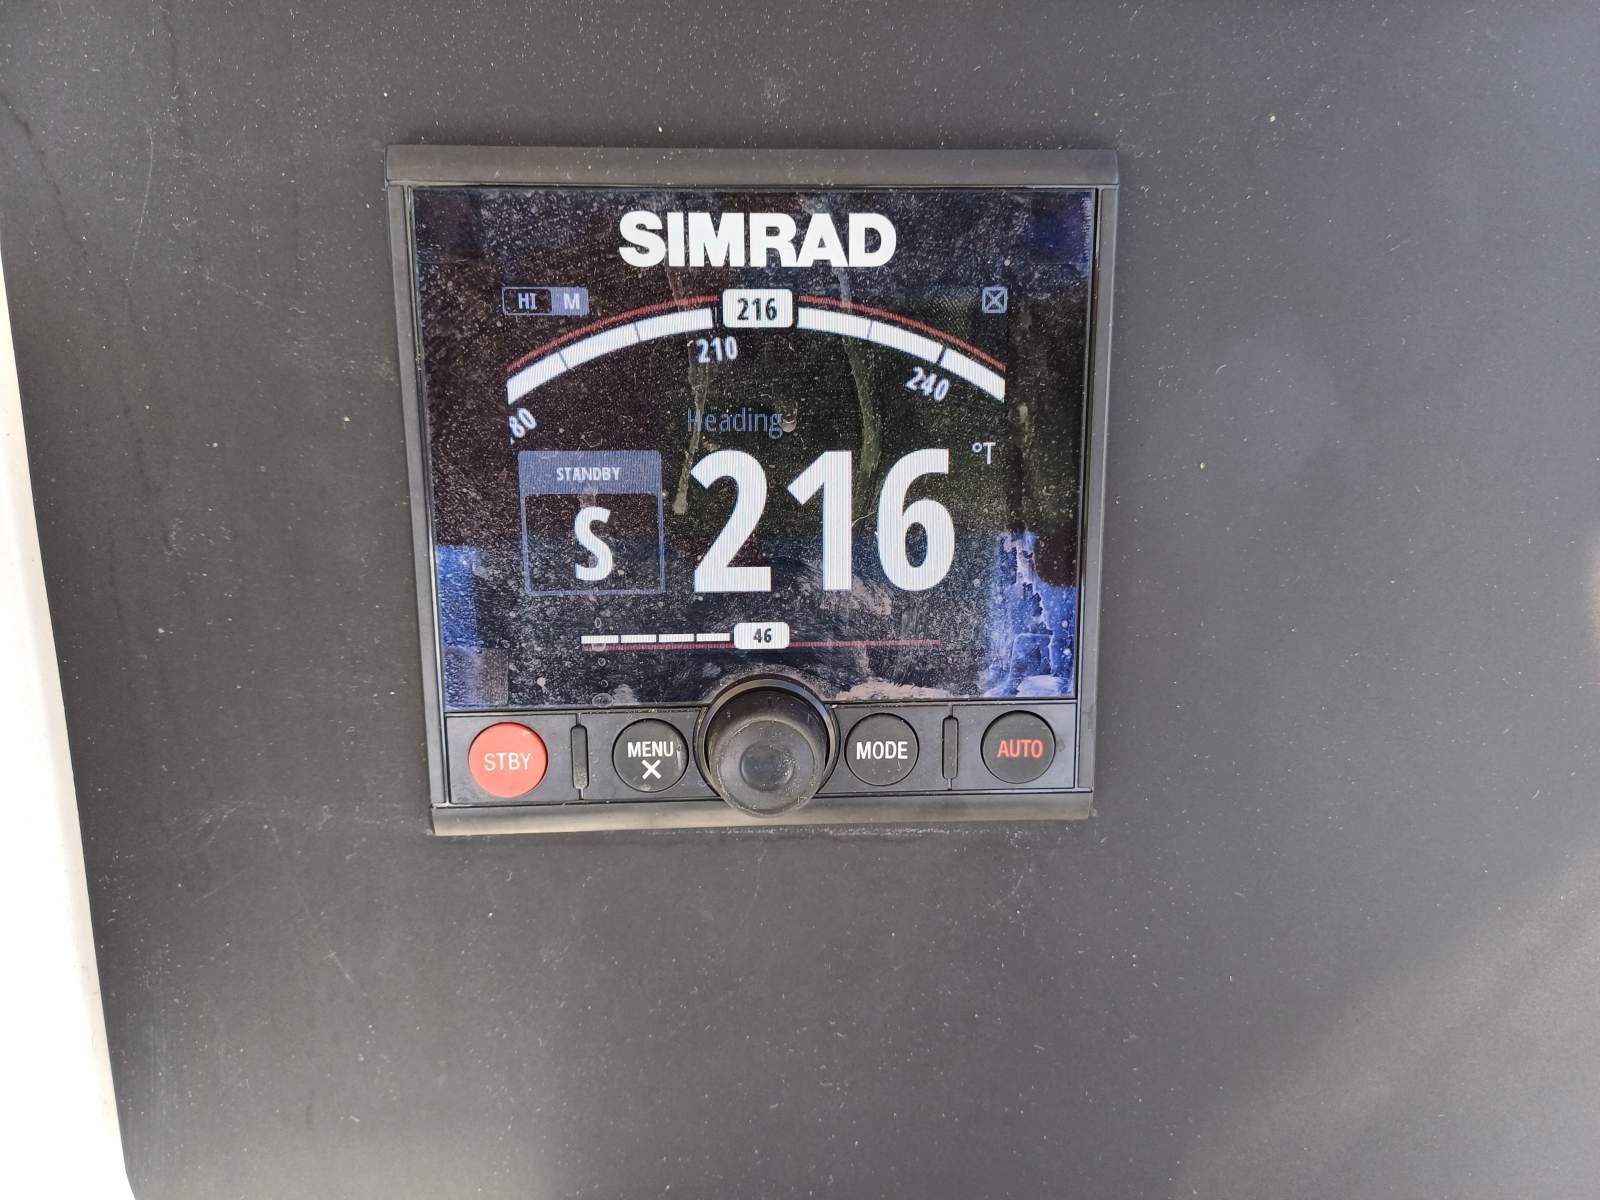 SIMRAD
HI M
216
210
240
80
Heading
°T
STANDBY
S
216
46
STBY
MENU
MODE
AUTO